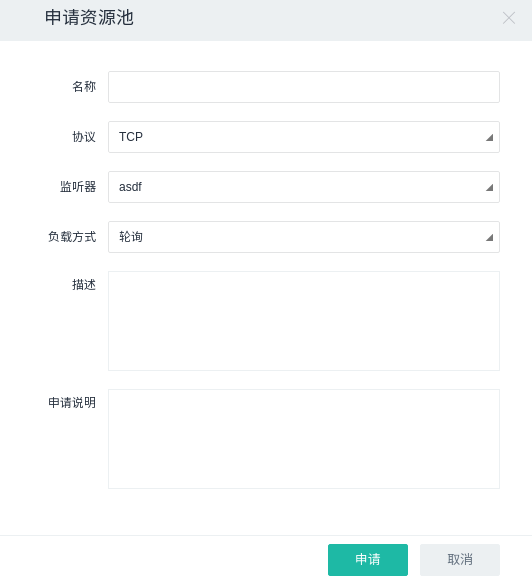 申请资源池
名称
协议 TCP
监听器 asdf
负载方式 轮询
描述
申请说明
申请 取消